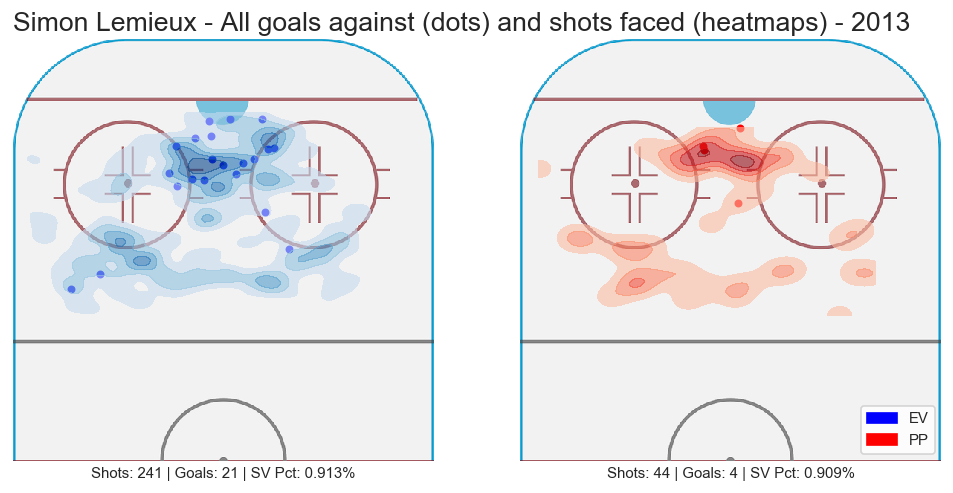 Simon Lemieux - All goals against (dots) and shots faced (heatmaps) - 2013
EV
PP
Shots: 241 | Goals: 21 | SV Pct: 0.913%
Shots: 44 | Goals: 4 | SV Pct: 0.909%